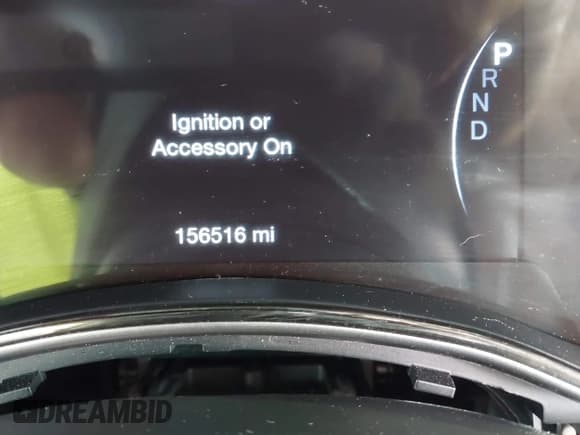 P
R
N
D
Ignition or
Accessory On
156516 mi
DREAMBID